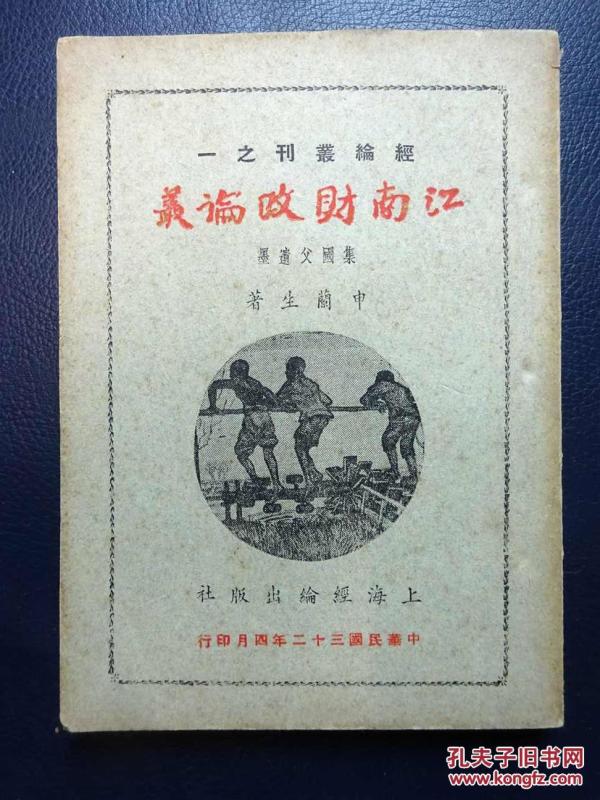 經綸叢刊之一
江南財政論叢
集國父遺墨
申蘭生著
上海經綸出版社
中華民國三十二年四月印行
孔夫子旧书网
www.kongfz.com